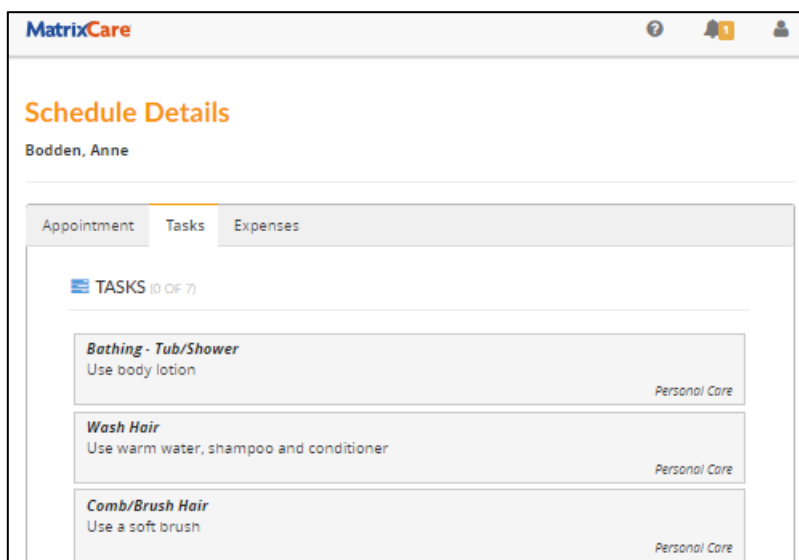 MatrixCare
1
Schedule Details
Bodden, Anne
Appointment Tasks Expenses
TASKS (0 OF 7)
Bathing - Tub/Shower
Use body lotion
Personal Care
Wash Hair
Use warm water, shampoo and conditioner
Personal Care
Comb/Brush Hair
Use a soft brush
Personal Care